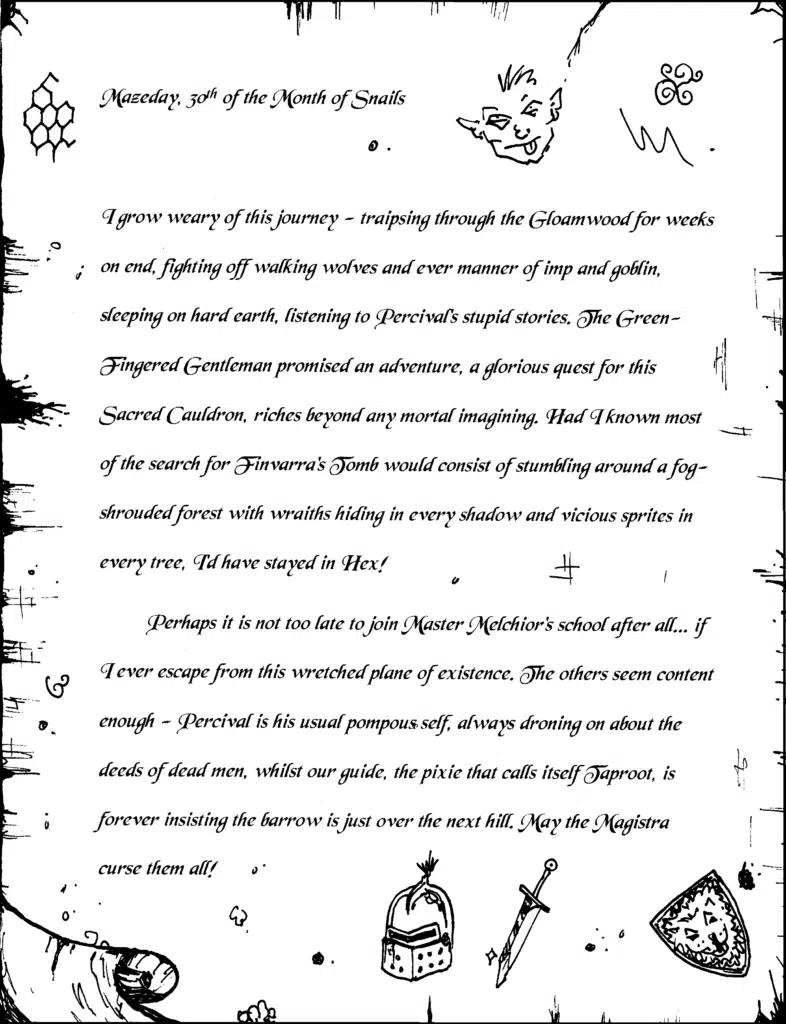 Mazeday, 30th of the Month of Snails
I grow weary of this journey – traipsing through the Gloamwood for weeks
on end, fighting off walking wolves and ever manner of imp and goblin,
sleeping on hard earth, listening to Percival's stupid stories. The Green-
Fingered Gentleman promised an adventure, a glorious quest for this
Sacred Cauldron, riches beyond any mortal imagining. Had I known most
of the search for Finvarra's Tomb would consist of stumbling around a fog-
shrouded forest with wraiths hiding in every shadow and vicious sprites in
every tree, I'd have stayed in Hex!
Perhaps it is not too late to join Master Melchior's school after all... if
I ever escape from this wretched plane of existence. The others seem content
enough – Percival is his usual pompous self, always droning on about the
deeds of dead men, whilst our guide, the pixie that calls itself Taproot, is
forever insisting the barrow is just over the next hill. May the Magistra
curse them all!